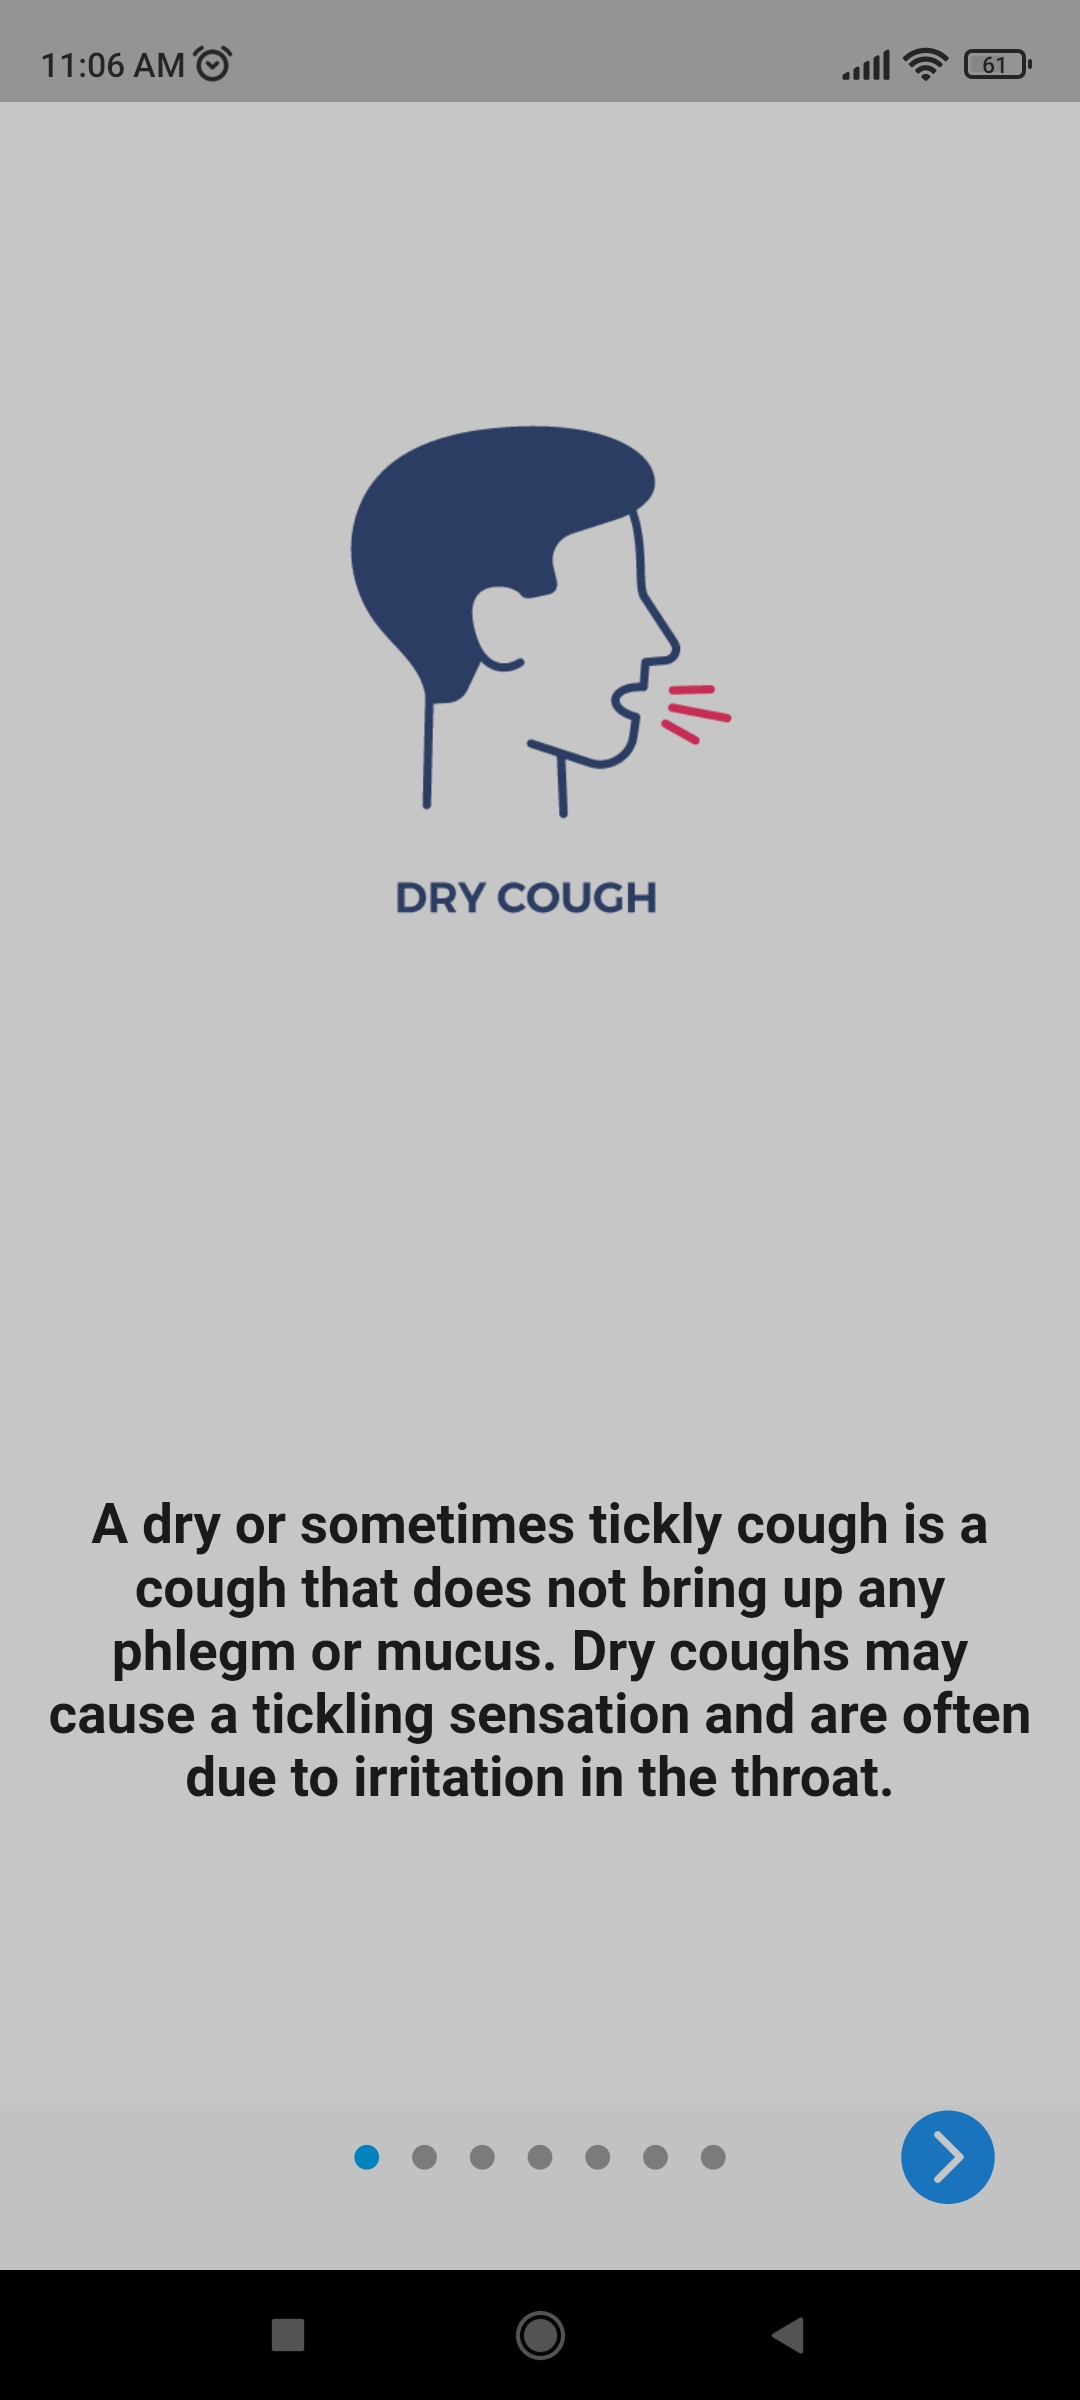 11:06 AM
61
DRY COUGH
A dry or sometimes tickly cough is a
cough that does not bring up any
phlegm or mucus. Dry coughs may
cause a tickling sensation and are often
due to irritation in the throat.